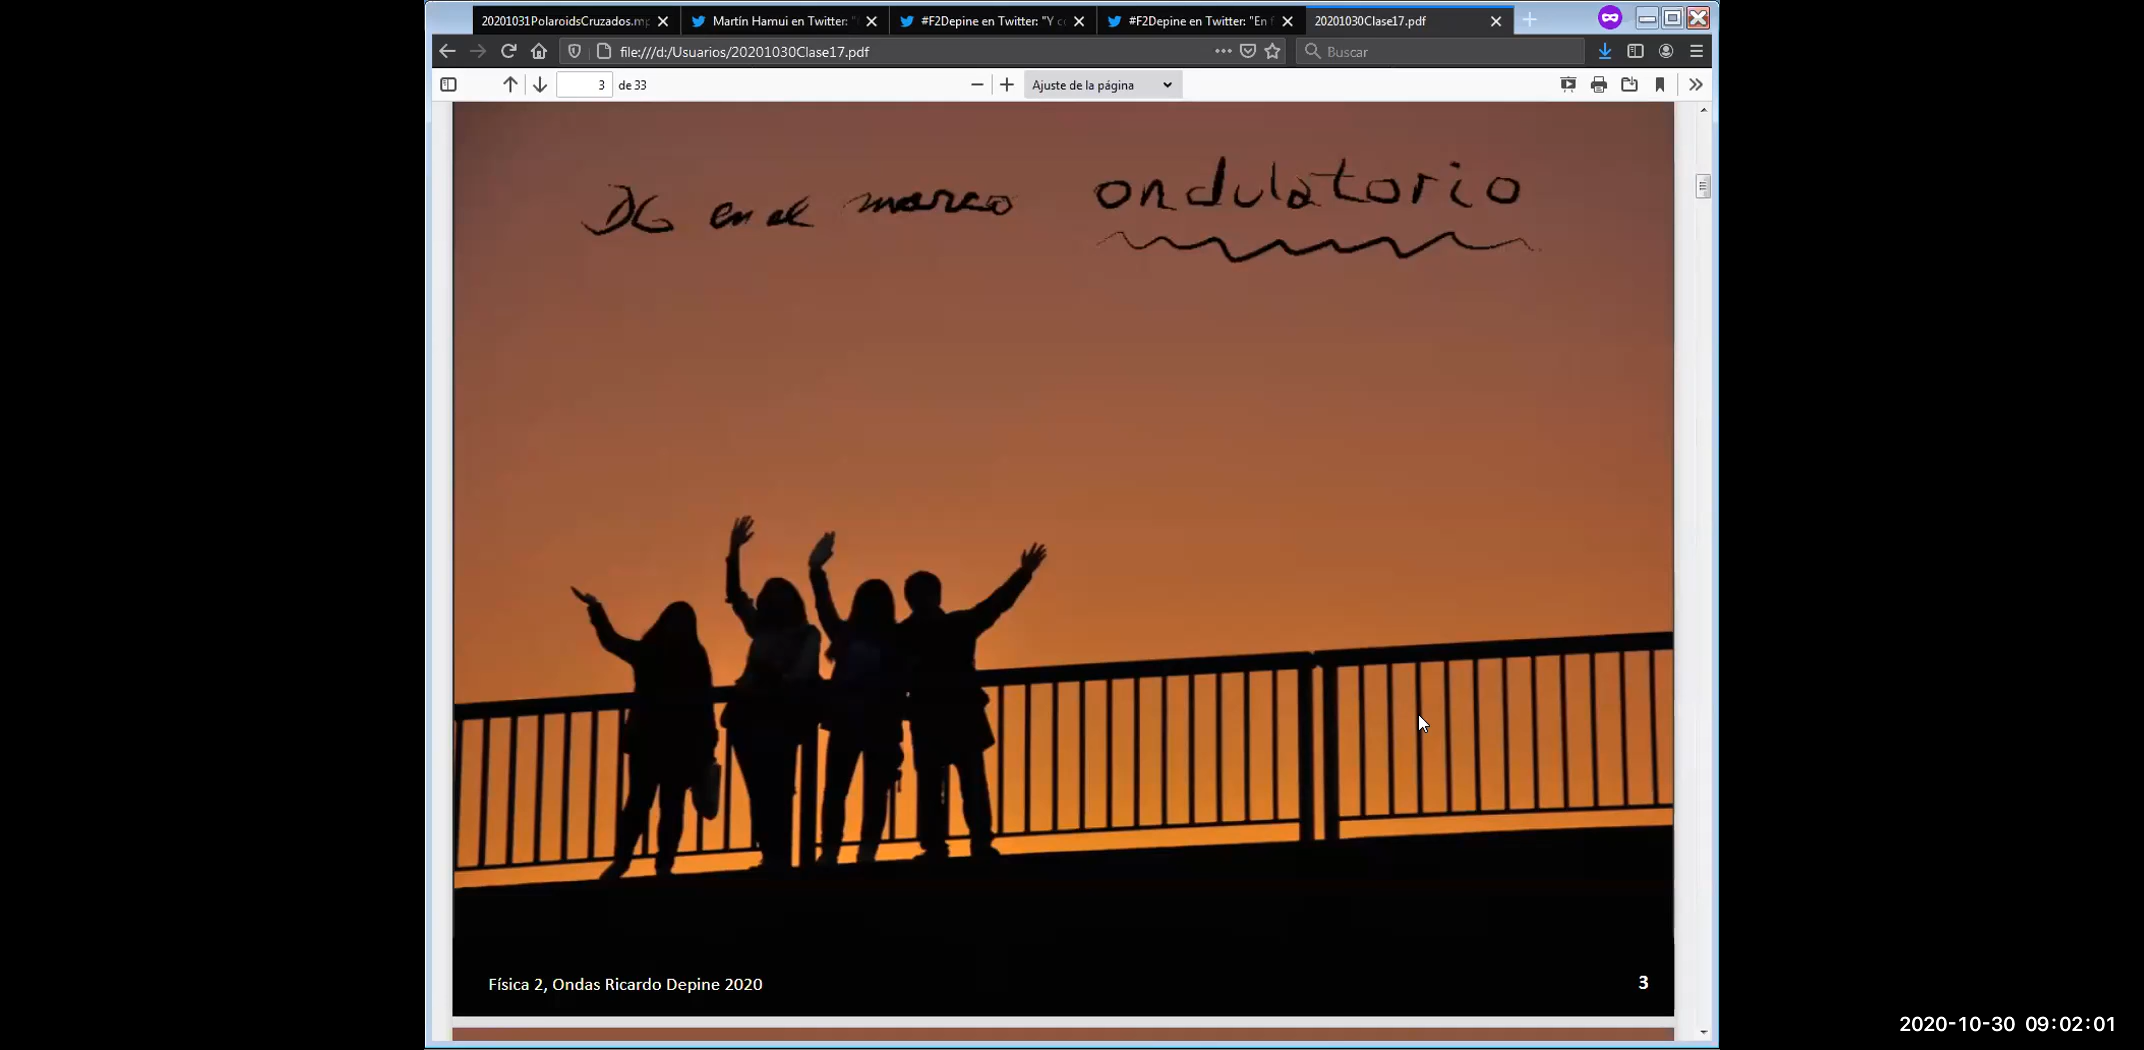 20201031PolaroidsCruzados.mp
Martín Hamui en Twitter: "
#F2Depine en Twitter: "Y c
#F2Depine en Twitter: "En f
20201030Clase17.pdf
file:///d:/Usuarios/20201030Clase17.pdf
Buscar
3 de 33
Ajuste de la página
en el marco ondulatorio
Física 2, Ondas Ricardo Depine 2020
3
2020-10-30 09:02:01